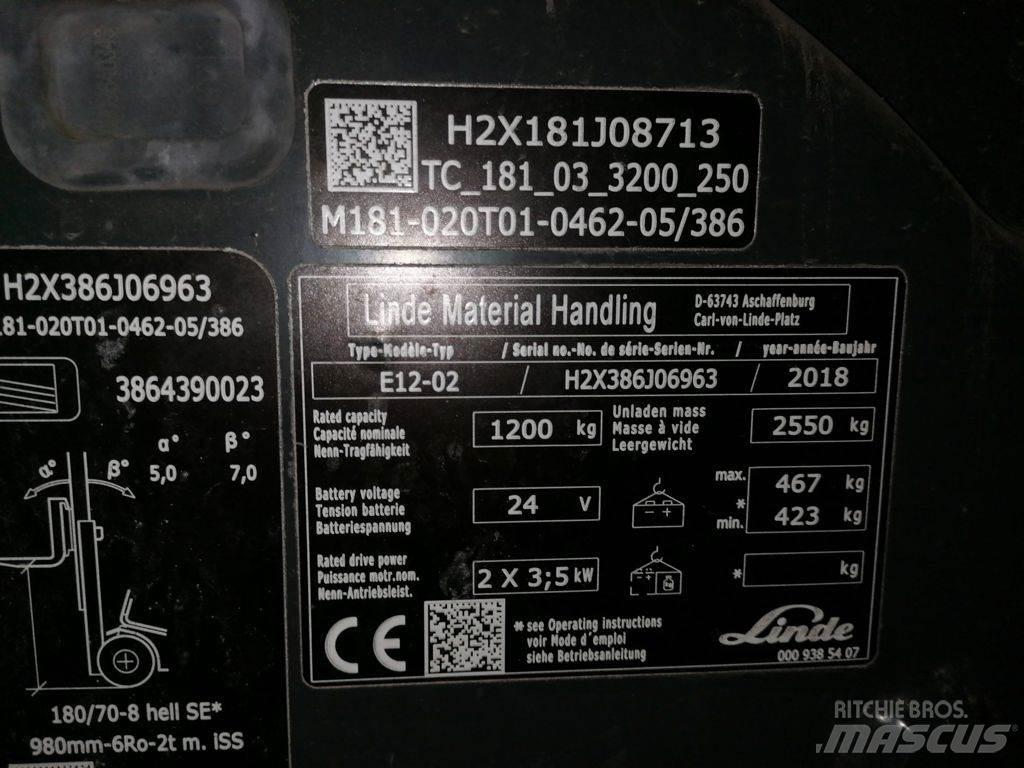 H2X181J08713
TC_181_03_3200_250
M181-020T01-0462-05/386
H2X386J06963
181-020T01-0462-05/386
3864390023
α° β°
5,0 7,0
α° β°
180/70-8 hell SE*
980mm-6Ro-2t m. iSS
Linde Material Handling
D-63743 Aschaffenburg
Carl-von-Linde-Platz
Type-Modèle-Typ / Serial no.-No. de série-Serien-Nr. / year-année-Baujahr
E12-02 / H2X386J06963 / 2018
Rated capacity
Capacité nominale
Nenn-Tragfähigkeit
1200 kg
Unladen mass
Masse à vide
Leergewicht
2550 kg
Battery voltage
Tension batterie
Batteriespannung
24 V
max. 467 kg
*
min. 423 kg
Rated drive power
Puissance motr.nom.
Nenn-Antriebsleist.
2 X 3;5 kW
* kg
CE
* see Operating instructions
voir Mode d'emploi
siehe Betriebsanleitung
Linde
000 938 54 07
RITCHIE BROS.
MASCUS